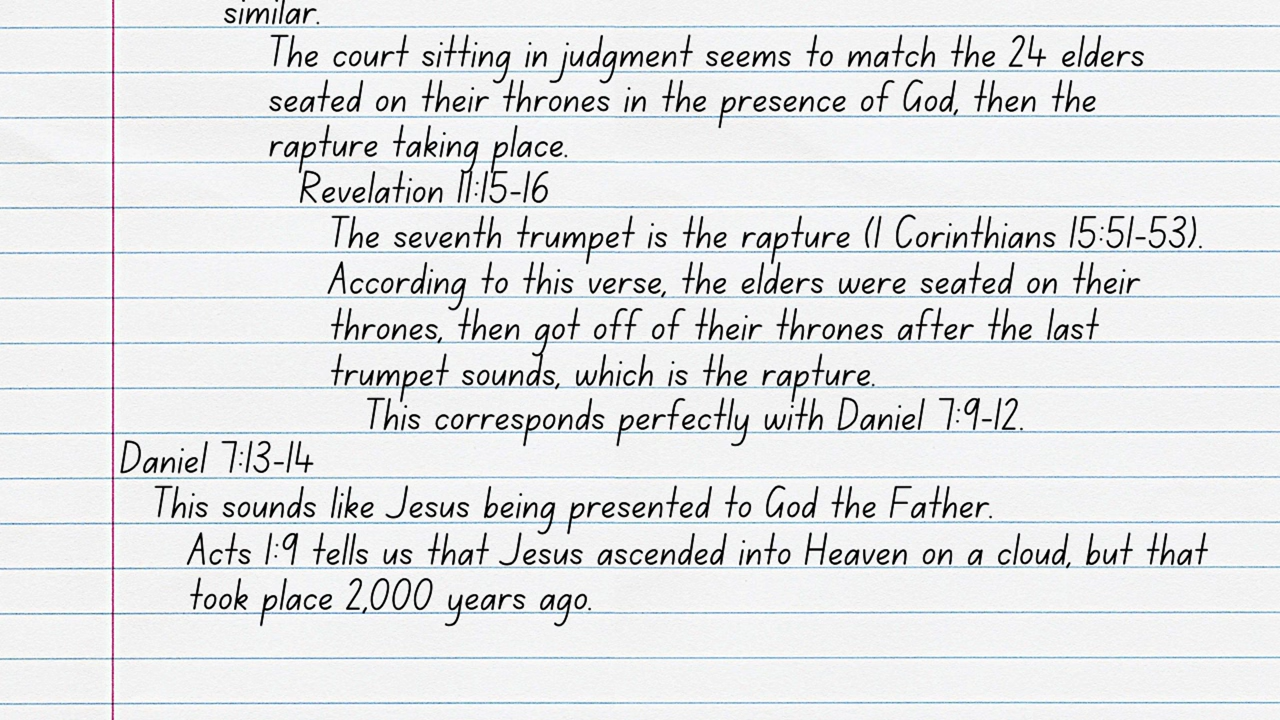 similar.
The court sitting in judgment seems to match the 24 elders
seated on their thrones in the presence of God, then the
rapture taking place.
Revelation 11:15-16
The seventh trumpet is the rapture (1 Corinthians 15:51-53).
According to this verse, the elders were seated on their
thrones, then got off of their thrones after the last
trumpet sounds, which is the rapture.
This corresponds perfectly with Daniel 7:9-12.
Daniel 7:13-14
This sounds like Jesus being presented to God the Father.
Acts 1:9 tells us that Jesus ascended into Heaven on a cloud, but that
took place 2,000 years ago.